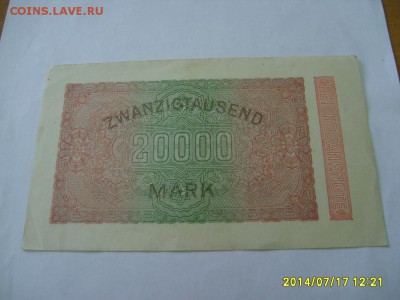 COINS.LAVE.RU
ZWANZIGTAUSEND
20000
MARK
2014/07/17 12:21